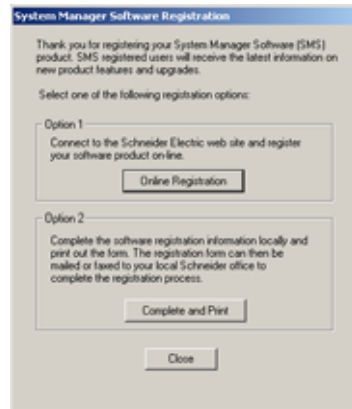 System Manager Software Registration
Thank you for registering your System Manager Software (SMS)
product. SMS registered users will receive the latest information on
new product features and upgrades.
Select one of the following registration options:
Option 1
Connect to the Schneider Electric web site and register
your software product on-line.
Online Registration
Option 2
Complete the software registration information locally and
print out the form. The registration form can then be
mailed or faxed to your local Schneider office to
complete the registration process.
Complete and Print
Close